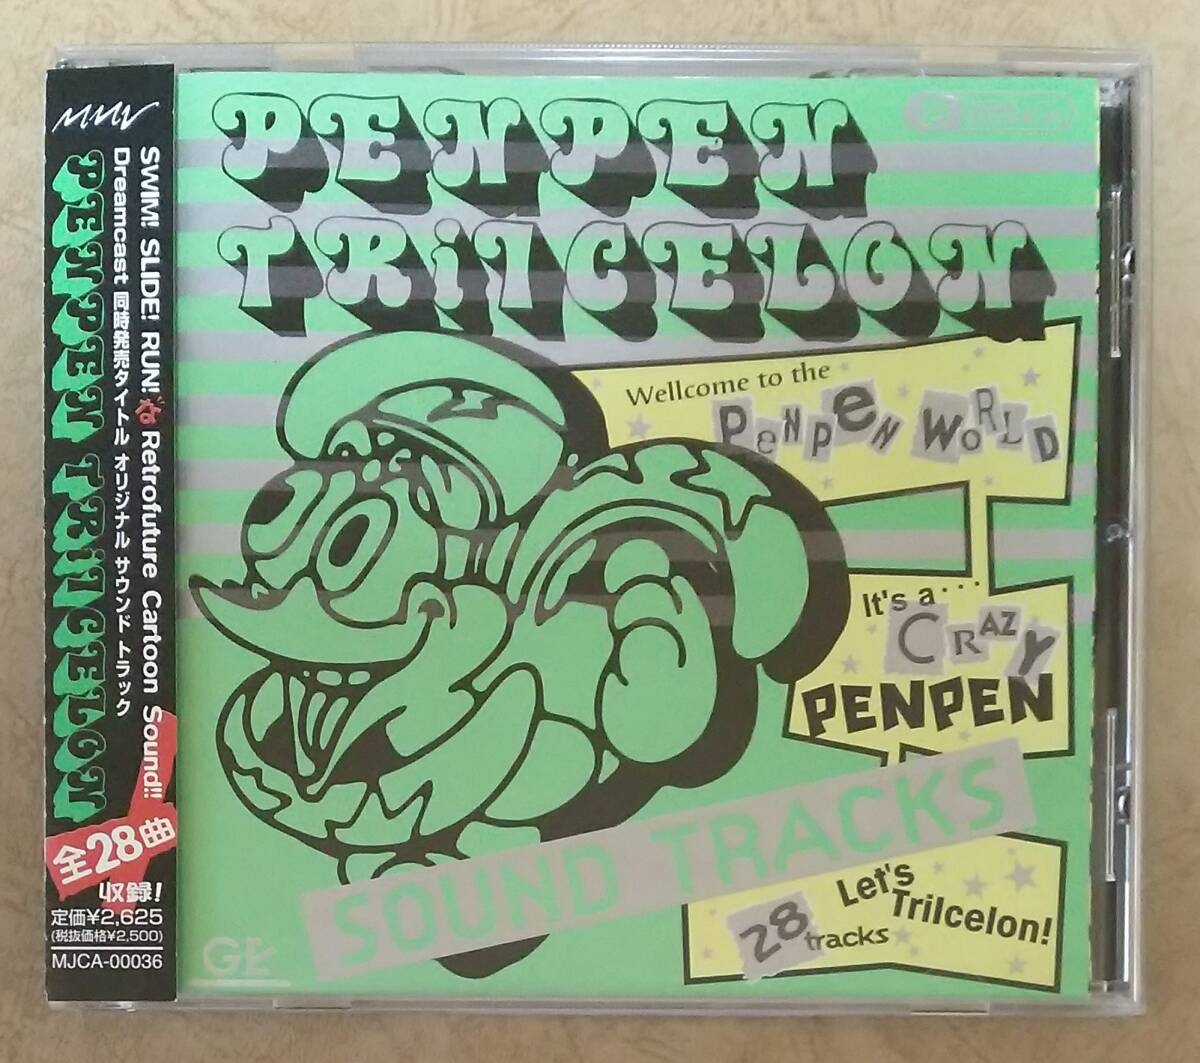 MMV
PENPEN TRiICELON
SWIM! SLIDE! RUN!な Retrofuture Cartoon Sound!!
Dreamcast 同時発売タイトル オリジナル サウンド トラック
全28曲
収録!
定価¥2,625
(税抜価格¥2,500)
MJCA-00036
PENPEN
TRiICELON
Wellcome to the
PENPEN WORLD
It's a...
CRAZY
PENPEN
SOUND TRACKS
28 tracks
Let's
TriIcelon!